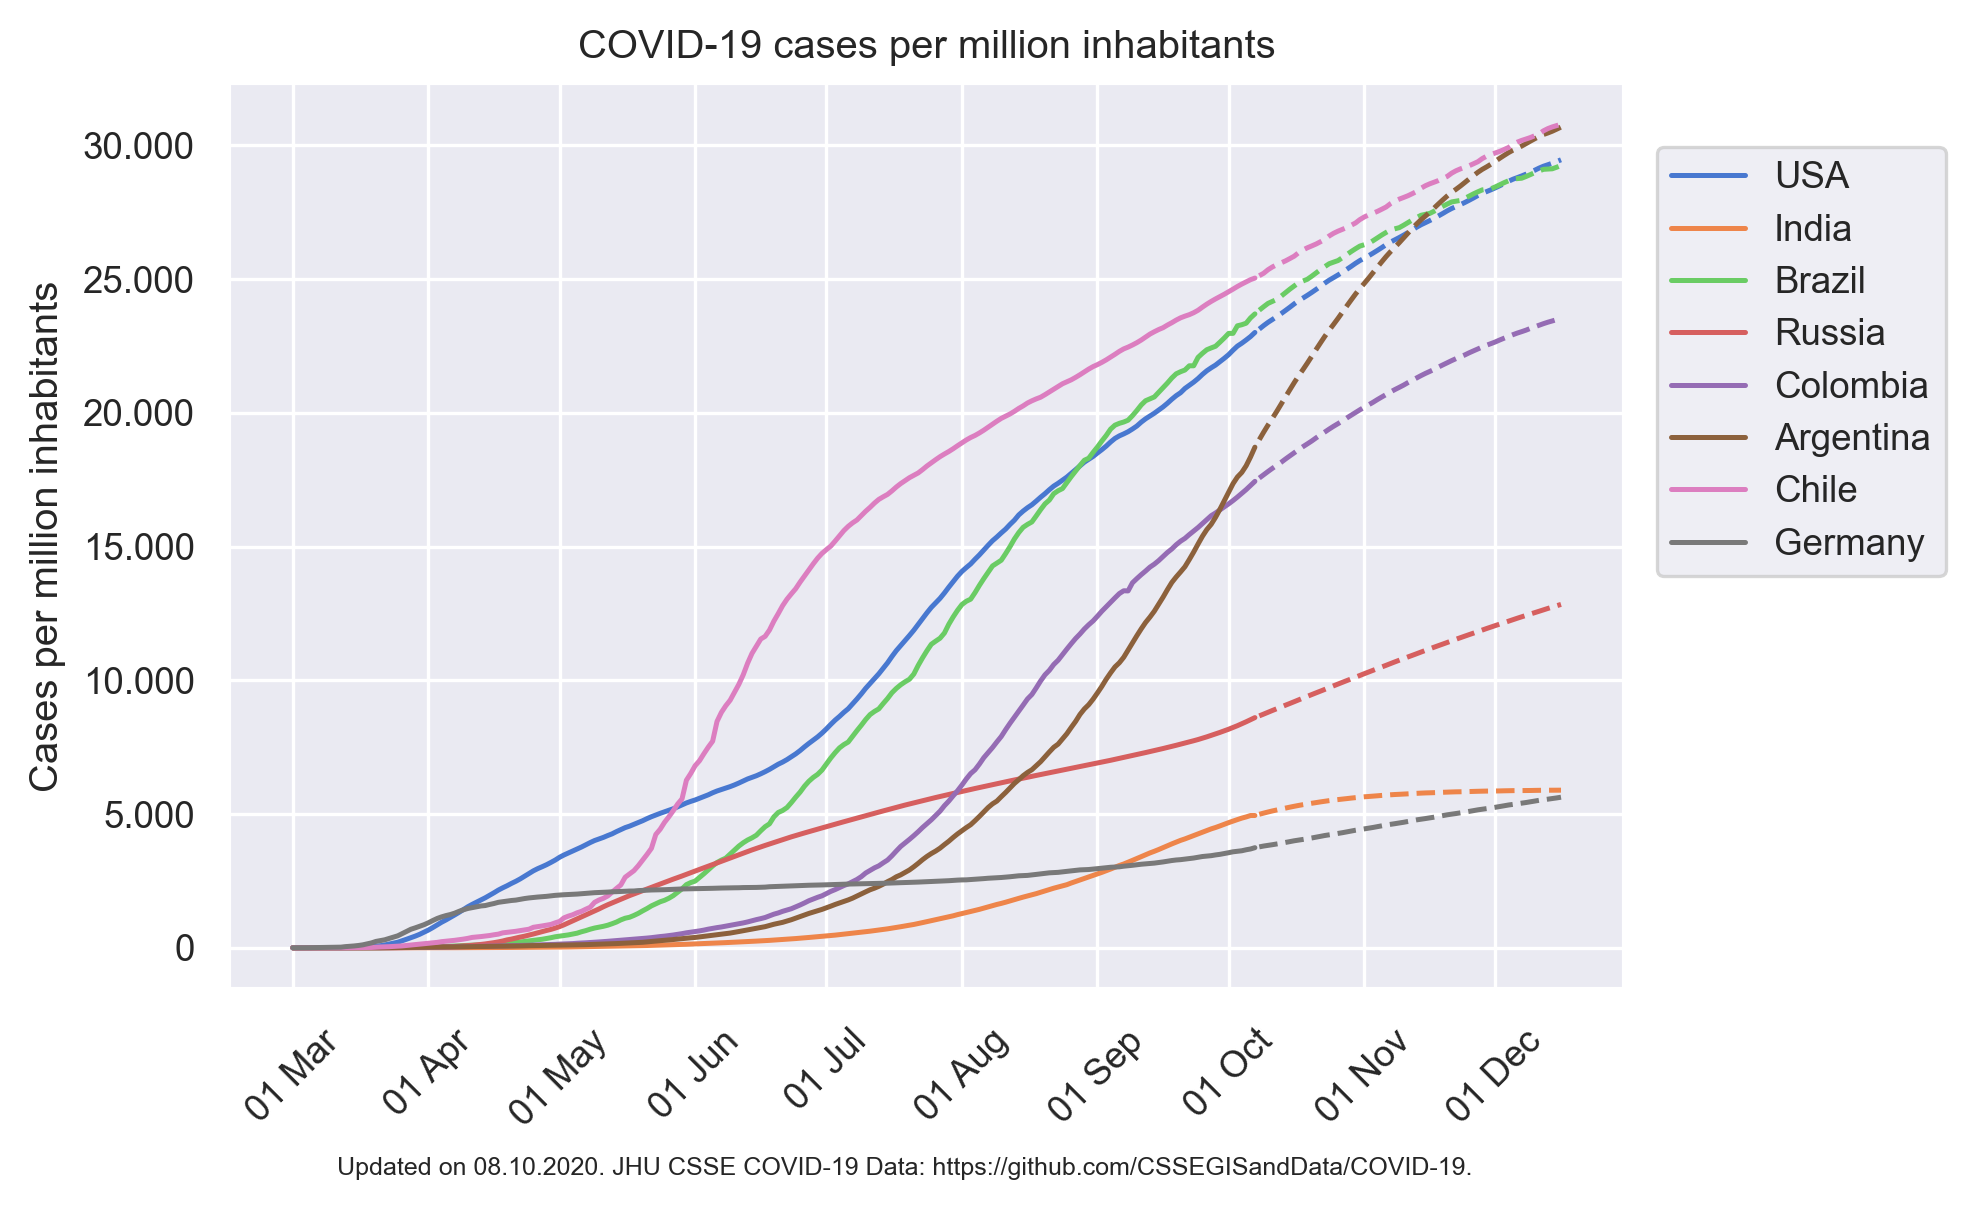 COVID-19 cases per million inhabitants
Cases per million inhabitants
30.000
25.000
20.000
15.000
10.000
5.000
0
01 Mar
01 Apr
01 May
01 Jun
01 Jul
01 Aug
01 Sep
01 Oct
01 Nov
01 Dec
USA
India
Brazil
Russia
Colombia
Argentina
Chile
Germany
Updated on 08.10.2020. JHU CSSE COVID-19 Data: https://github.com/CSSEGISandData/COVID-19.